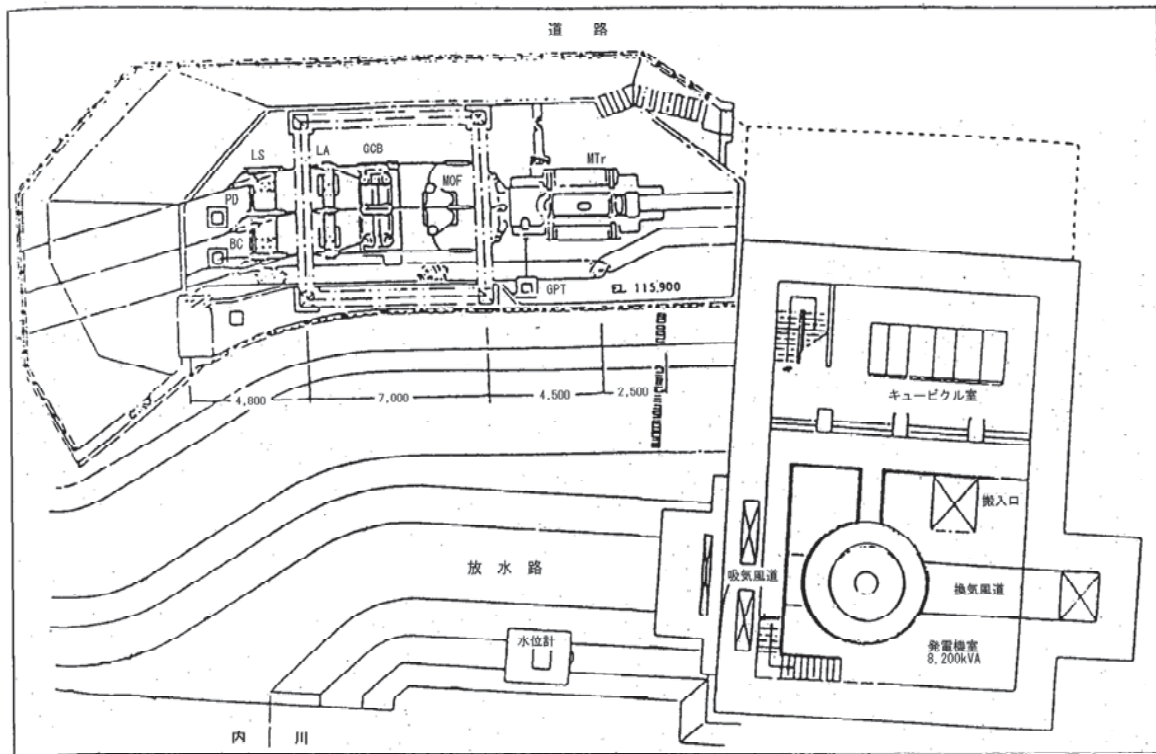 道 路
LS
LA
GCB
MOF
MTr
PD
BC
GPT
EL 115,900
4,800
7,000
4,500
2,500
キュービクル室
搬入口
放 水 路
吸気風道
換気風道
水位計
発電機室
8,200kVA
内 川